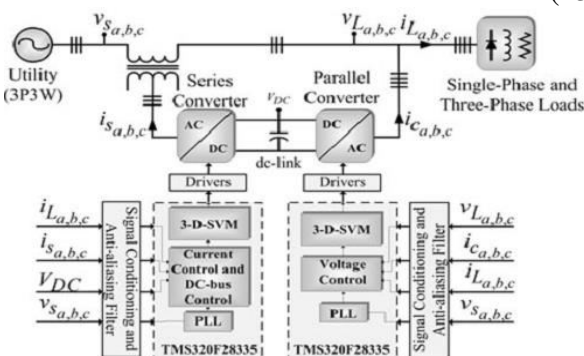 v_{S_{a,b,c}}
v_{L_{a,b,c}}
i_{L_{a,b,c}}
Utility
(3P3W)
Series
Converter
V_{DC}
Parallel
Converter
Single-Phase and
Three-Phase Loads
i_{s_{a,b,c}}
AC
DC
DC
AC
i_{c_{a,b,c}}
dc-link
Drivers
Drivers
i_{L_{a,b,c}}
i_{s_{a,b,c}}
V_{DC}
v_{s_{a,b,c}}
Signal Conditioning and
Anti-aliasing Filter
3-D-SVM
Current
Control and
DC-bus
Control
PLL
TMS320F28335
3-D-SVM
Voltage
Control
PLL
TMS320F28335
Signal Conditioning and
Anti-aliasing Filter
v_{L_{a,b,c}}
i_{c_{a,b,c}}
i_{L_{a,b,c}}
v_{s_{a,b,c}}